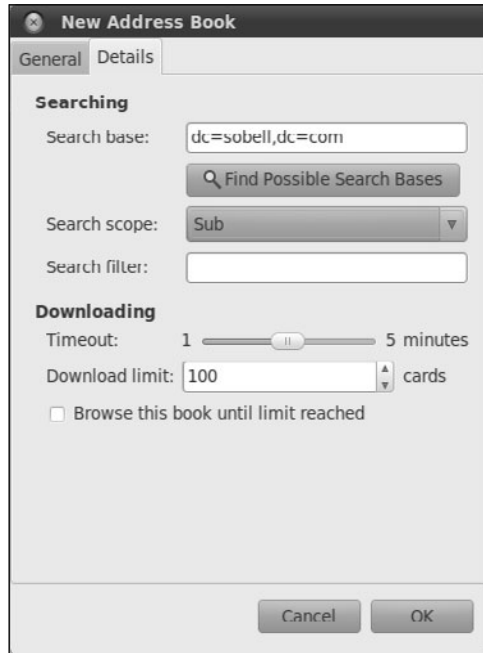 New Address Book
General Details
Searching
Search base: dc=sobell,dc=com
Find Possible Search Bases
Search scope: Sub
Search filter:
Downloading
Timeout: 1 5 minutes
Download limit: 100 cards
Browse this book until limit reached
Cancel OK